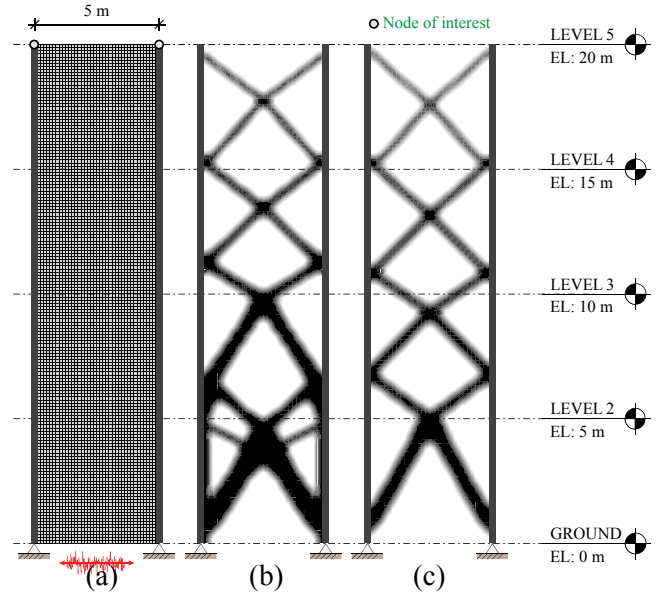 5 m
Node of interest
LEVEL 5
EL: 20 m
LEVEL 4
EL: 15 m
LEVEL 3
EL: 10 m
LEVEL 2
EL: 5 m
GROUND
EL: 0 m
(a)
(b)
(c)